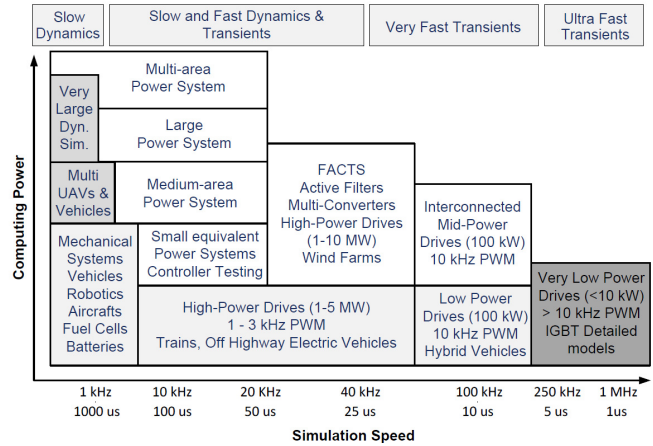 Slow
Dynamics
Slow and Fast Dynamics &
Transients
Very Fast Transients
Ultra Fast
Transients
Computing Power
Multi-area
Power System
Very
Large
Dyn.
Sim.
Large
Power System
Multi
UAVs &
Vehicles
Medium-area
Power System
FACTS
Active Filters
Multi-Converters
High-Power Drives
(1-10 MW)
Wind Farms
Interconnected
Mid-Power
Drives (100 kW)
10 kHz PWM
Mechanical
Systems
Vehicles
Robotics
Aircrafts
Fuel Cells
Batteries
Small equivalent
Power Systems
Controller Testing
High-Power Drives (1-5 MW)
1 - 3 kHz PWM
Trains, Off Highway Electric Vehicles
Low Power
Drives (100 kW)
10 kHz PWM
Hybrid Vehicles
Very Low Power
Drives (<10 kW)
> 10 kHz PWM
IGBT Detailed
models
1 kHz 10 kHz 20 KHz 40 kHz 100 kHz 250 kHz 1 MHz
1000 us 100 us 50 us 25 us 10 us 5 us 1us
Simulation Speed